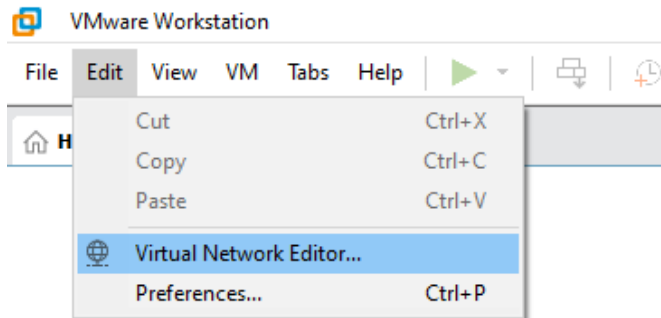 VMware Workstation
File Edit View VM Tabs Help
H
Cut Ctrl+X
Copy Ctrl+C
Paste Ctrl+V
Virtual Network Editor...
Preferences... Ctrl+P